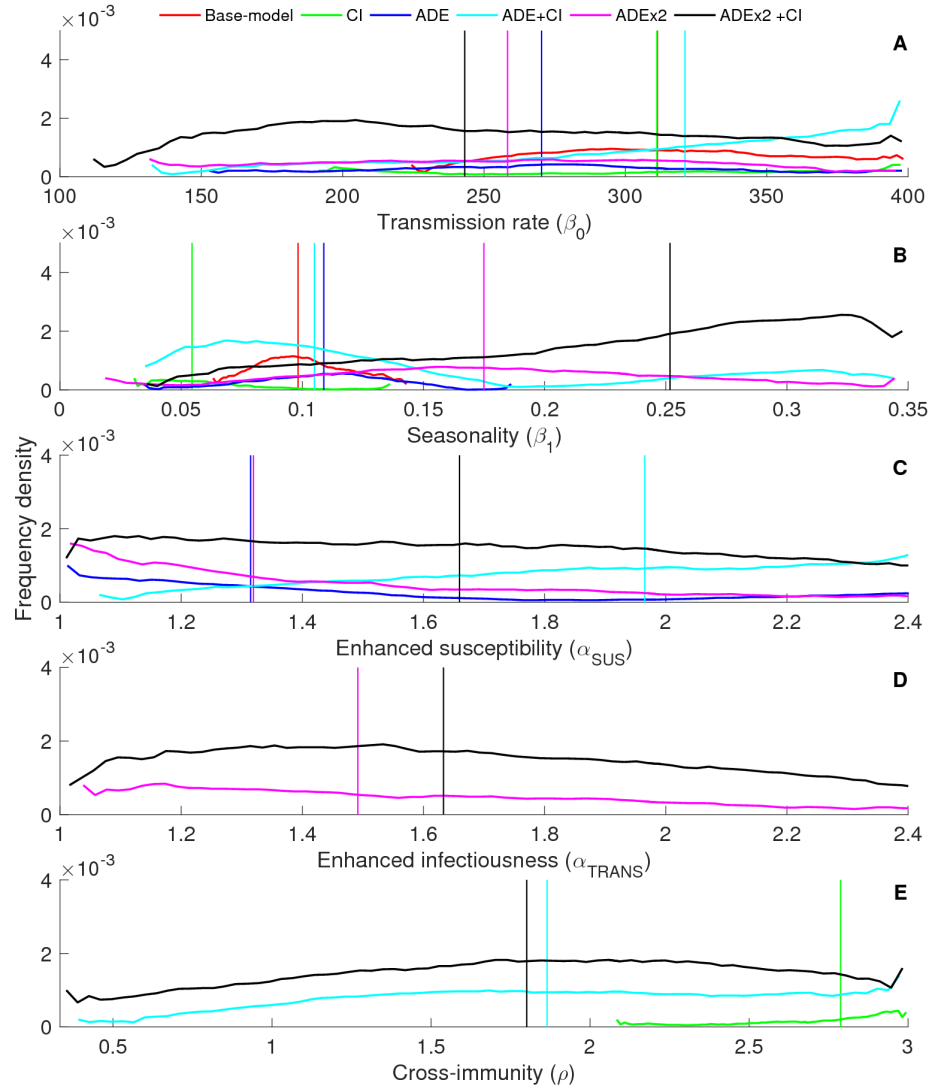 Base-model CI ADE ADE+CI ADEx2 ADEx2 +CI
×10⁻³
A
4
2
0
100 150 200 250 300 350 400
Transmission rate (β₀)
×10⁻³
B
4
2
0
0 0.05 0.1 0.15 0.2 0.25 0.3 0.35
Seasonality (β₁)
Frequency density
×10⁻³
C
4
2
0
1 1.2 1.4 1.6 1.8 2 2.2 2.4
Enhanced susceptibility (α_SUS)
×10⁻³
D
4
2
0
1 1.2 1.4 1.6 1.8 2 2.2 2.4
Enhanced infectiousness (α_TRANS)
×10⁻³
E
4
2
0
0.5 1 1.5 2 2.5 3
Cross-immunity (ρ)